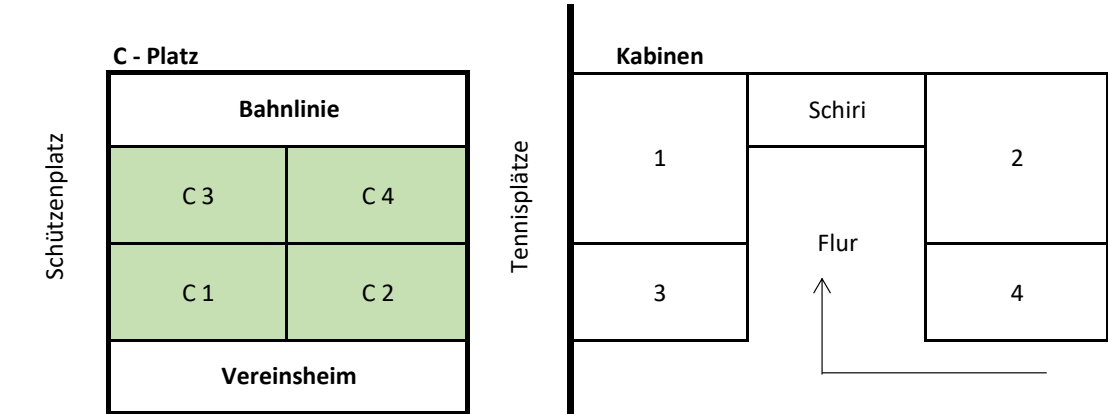 C - Platz
Bahnlinie
Schützenplatz
C 3
C 4
C 1
C 2
Vereinsheim
Tennisplätze
Kabinen
Schiri
1
2
Flur
3
4